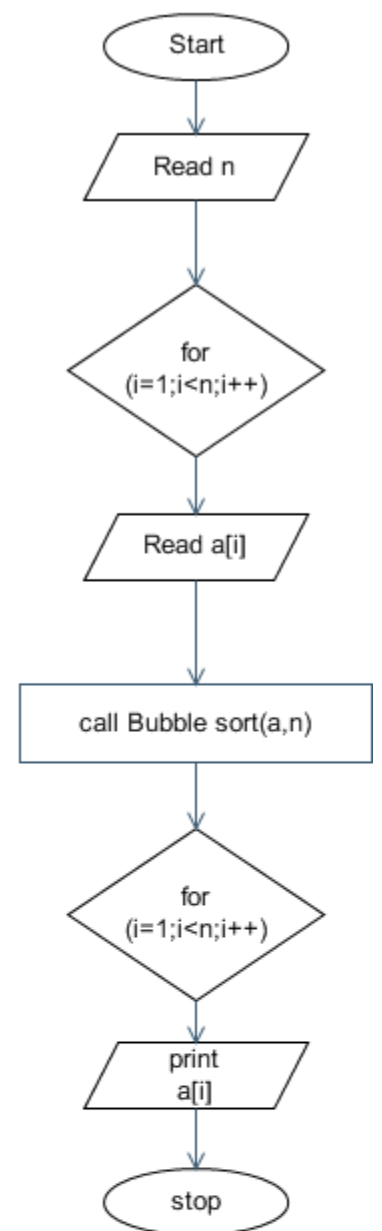 Start
Read n
for
(i=1;i<n;i++)
Read a[i]
call Bubble sort(a,n)
for
(i=1;i<n;i++)
print
a[i]
stop